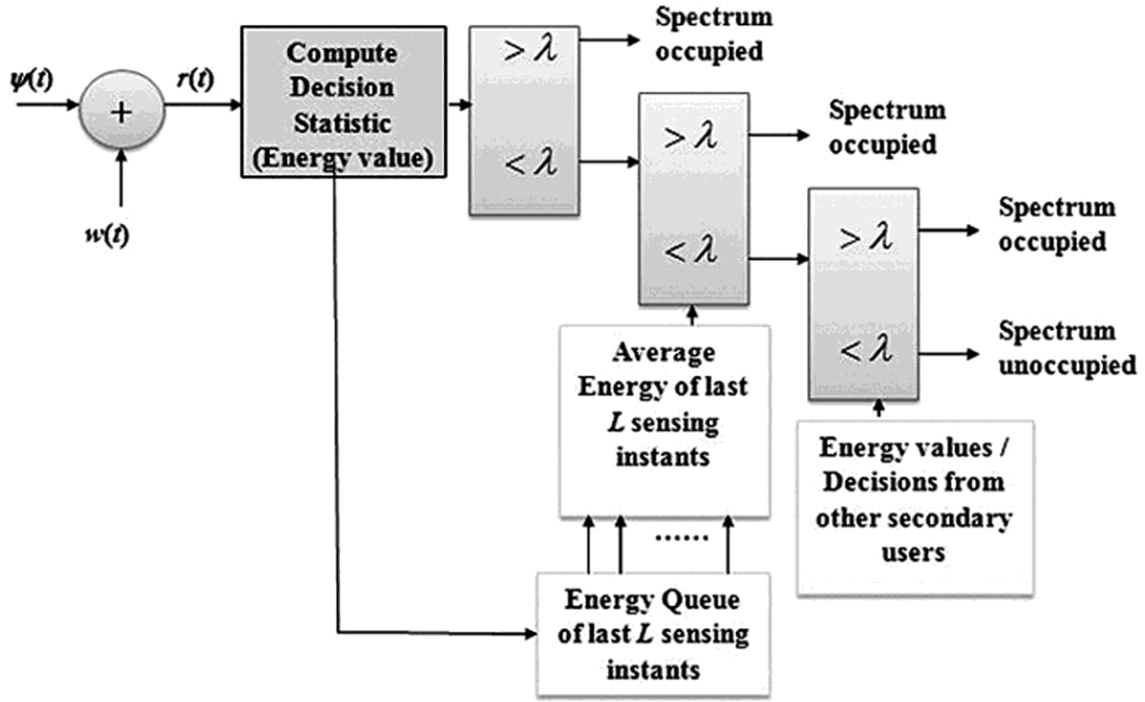 ψ(t)
+
w(t)
r(t)
Compute
Decision
Statistic
(Energy value)
> λ
< λ
Spectrum
occupied
> λ
< λ
Spectrum
occupied
> λ
< λ
Spectrum
occupied
Spectrum
unoccupied
Average
Energy of last
L sensing
instants
......
Energy Queue
of last L sensing
instants
Energy values /
Decisions from
other secondary
users